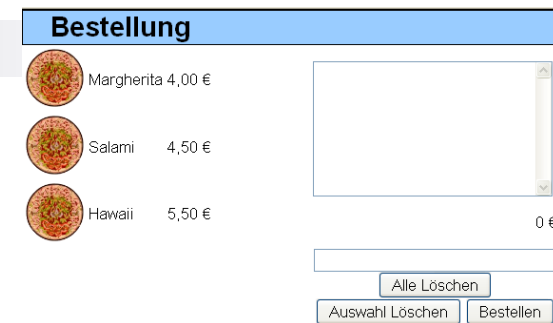 Bestellung
Margherita 4,00 €
Salami 4,50 €
Hawaii 5,50 €
0 €
Alle Löschen
Auswahl Löschen Bestellen